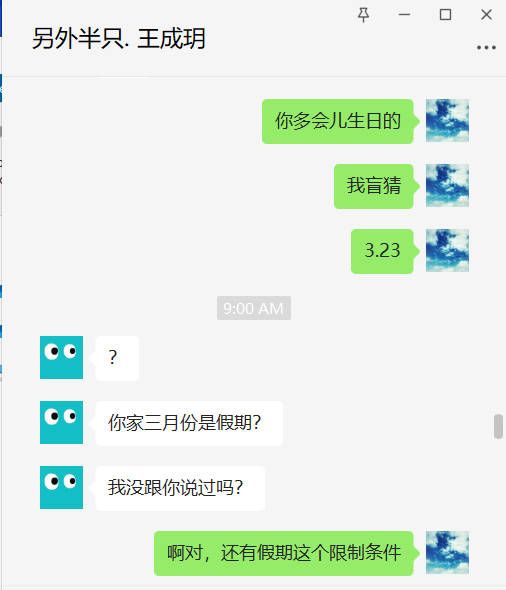 另外半只. 王成玥
你多会儿生日的
我盲猜
3.23
9:00 AM
？
你家三月份是假期？
我没跟你说过吗？
啊对，还有假期这个限制条件